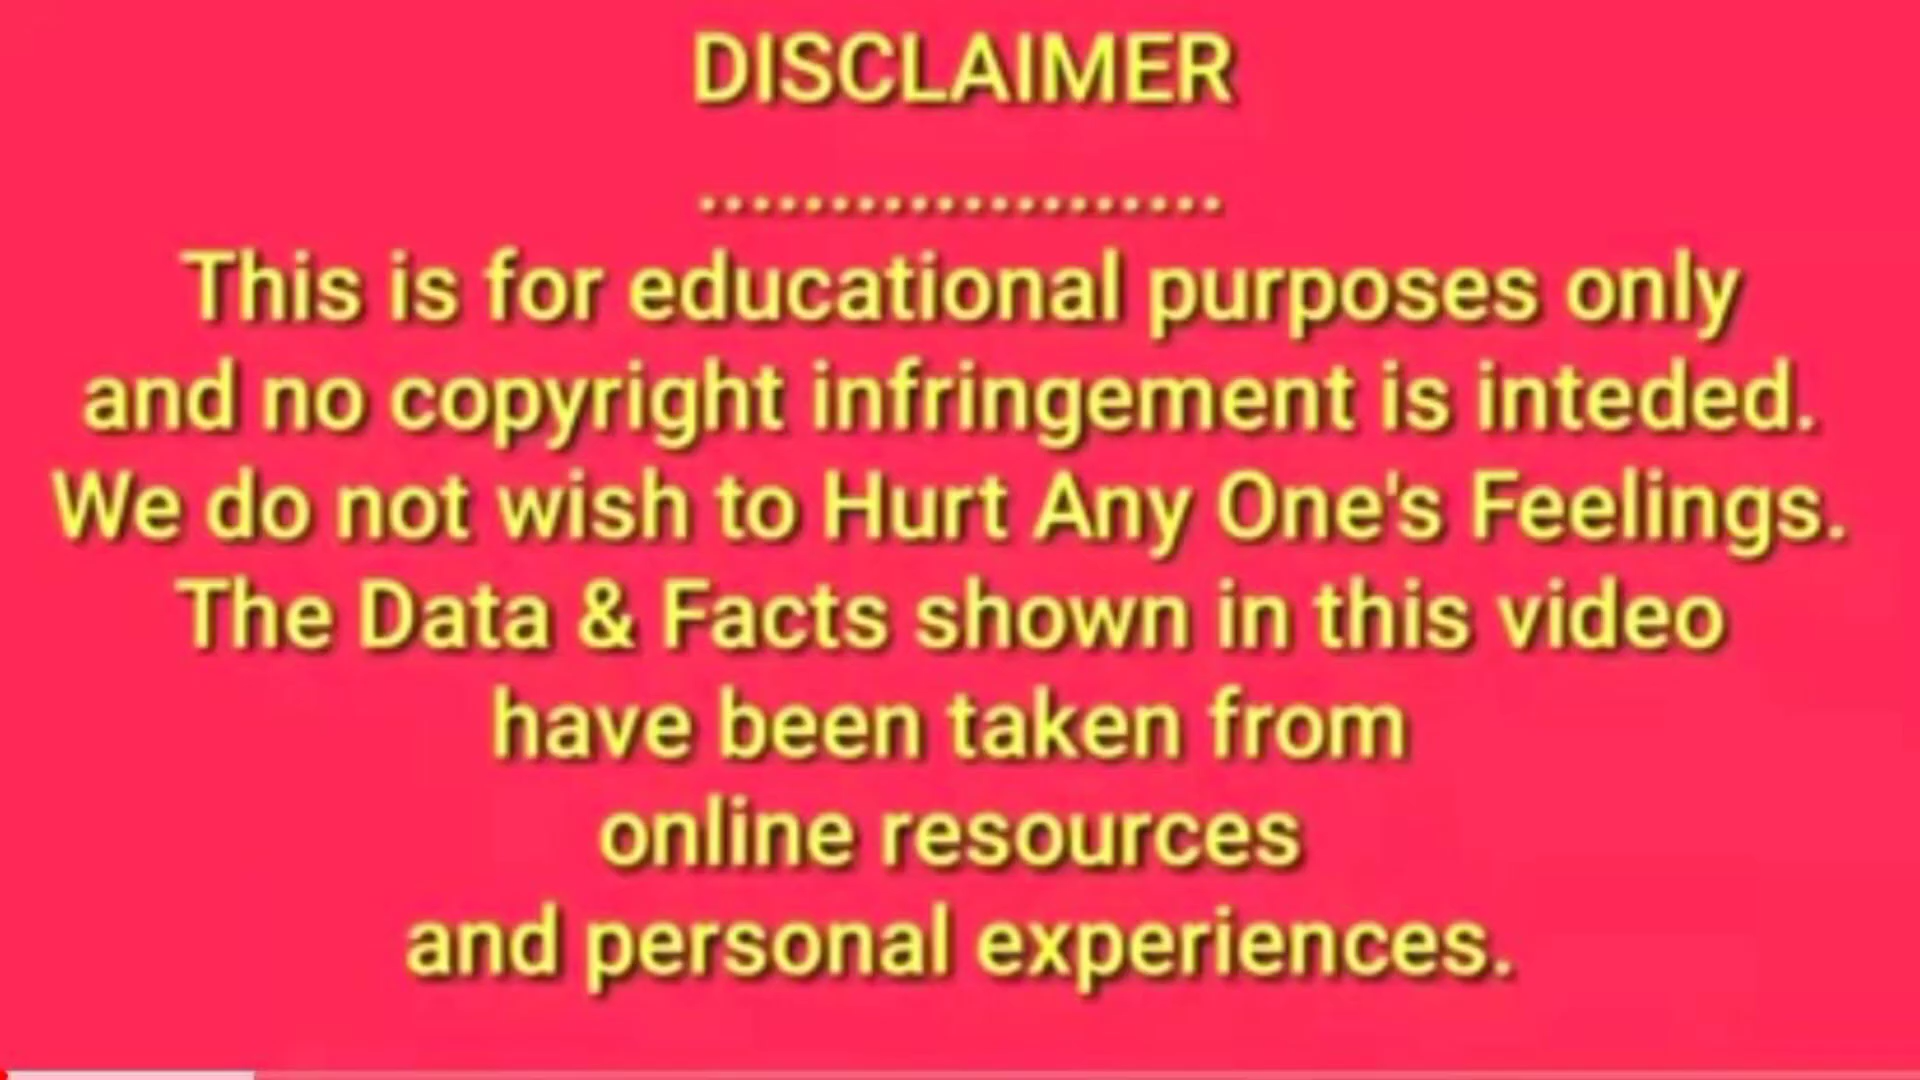 DISCLAIMER
....................
This is for educational purposes only
and no copyright infringement is inteded.
We do not wish to Hurt Any One's Feelings.
The Data & Facts shown in this video
have been taken from
online resources
and personal experiences.